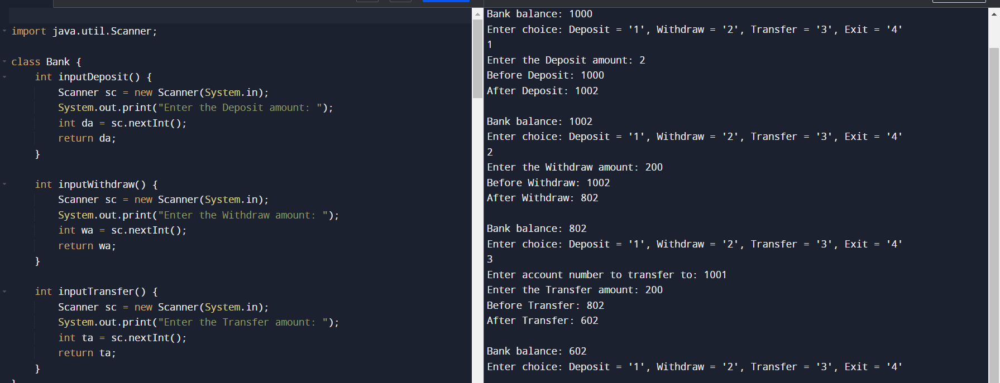 import java.util.Scanner;
class Bank {
int inputDeposit() {
Scanner sc = new Scanner(System.in);
System.out.print("Enter the Deposit amount: ");
int da = sc.nextInt();
return da;
}
int inputWithdraw() {
Scanner sc = new Scanner(System.in);
System.out.print("Enter the Withdraw amount: ");
int wa = sc.nextInt();
return wa;
}
int inputTransfer() {
Scanner sc = new Scanner(System.in);
System.out.print("Enter the Transfer amount: ");
int ta = sc.nextInt();
return ta;
}
}
Bank balance: 1000
Enter choice: Deposit = '1', Withdraw = '2', Transfer = '3', Exit = '4'
1
Enter the Deposit amount: 2
Before Deposit: 1000
After Deposit: 1002
Bank balance: 1002
Enter choice: Deposit = '1', Withdraw = '2', Transfer = '3', Exit = '4'
2
Enter the Withdraw amount: 200
Before Withdraw: 1002
After Withdraw: 802
Bank balance: 802
Enter choice: Deposit = '1', Withdraw = '2', Transfer = '3', Exit = '4'
3
Enter account number to transfer to: 1001
Enter the Transfer amount: 200
Before Transfer: 802
After Transfer: 602
Bank balance: 602
Enter choice: Deposit = '1', Withdraw = '2', Transfer = '3', Exit = '4'